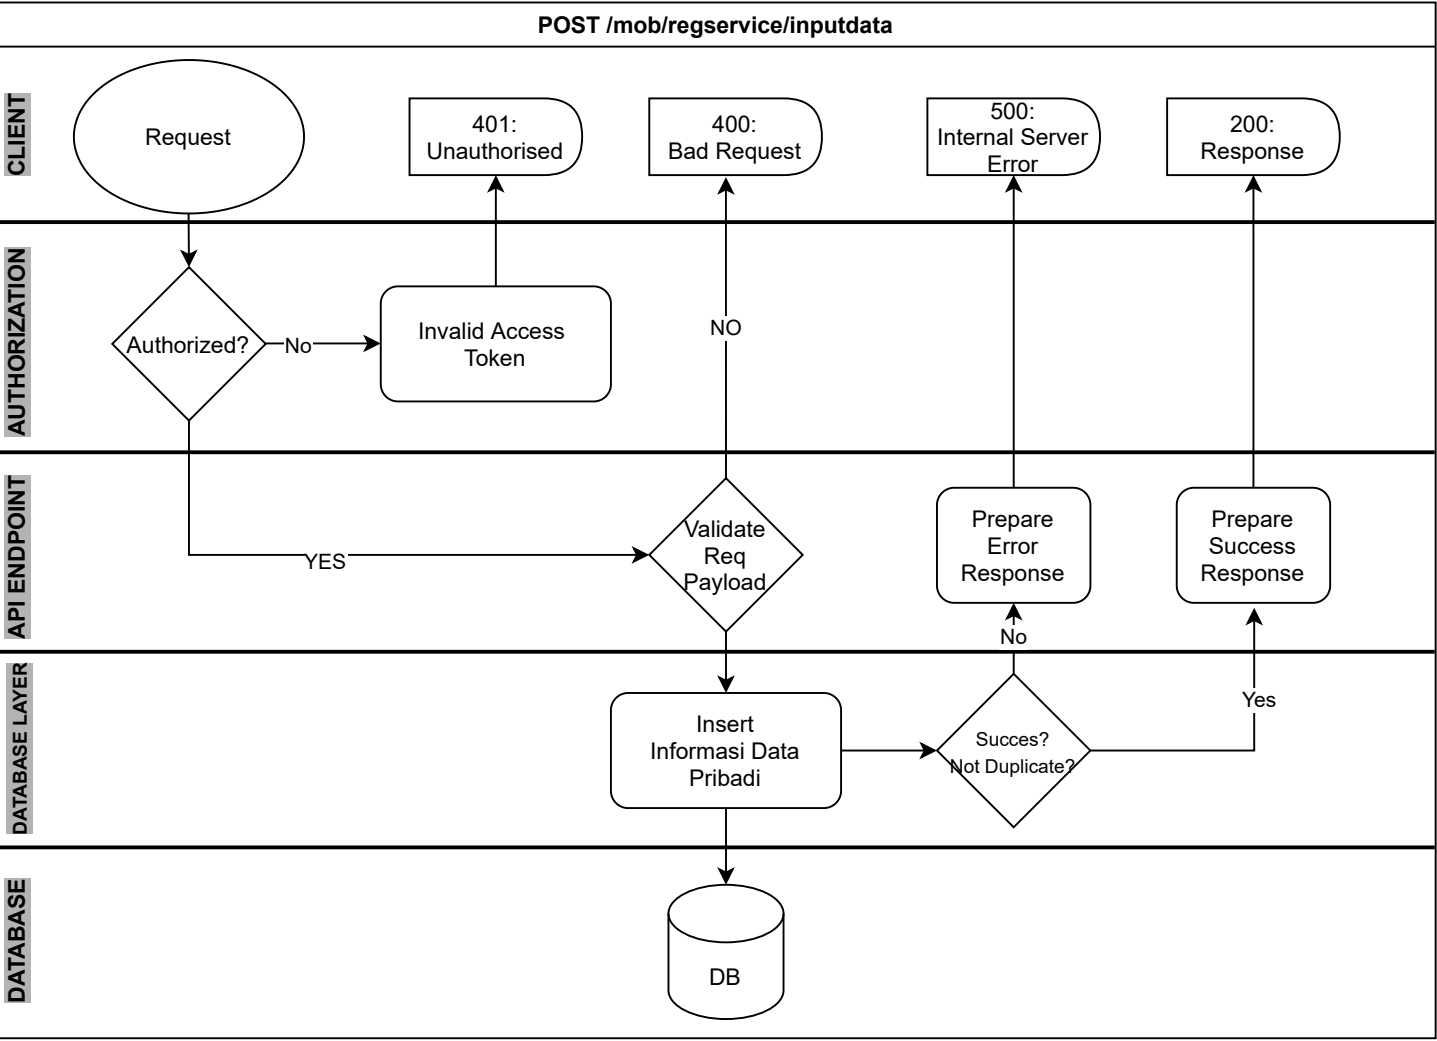 POST /mob/regservice/inputdata
CLIENT
Request
401:
Unauthorised
400:
Bad Request
500:
Internal Server
Error
200:
Response
AUTHORIZATION
Authorized?
No
Invalid Access
Token
NO
API ENDPOINT
YES
Validate
Req
Payload
Prepare
Error
Response
Prepare
Success
Response
No
DATABASE LAYER
Insert
Informasi Data
Pribadi
Succes?
Not Duplicate?
Yes
DATABASE
DB